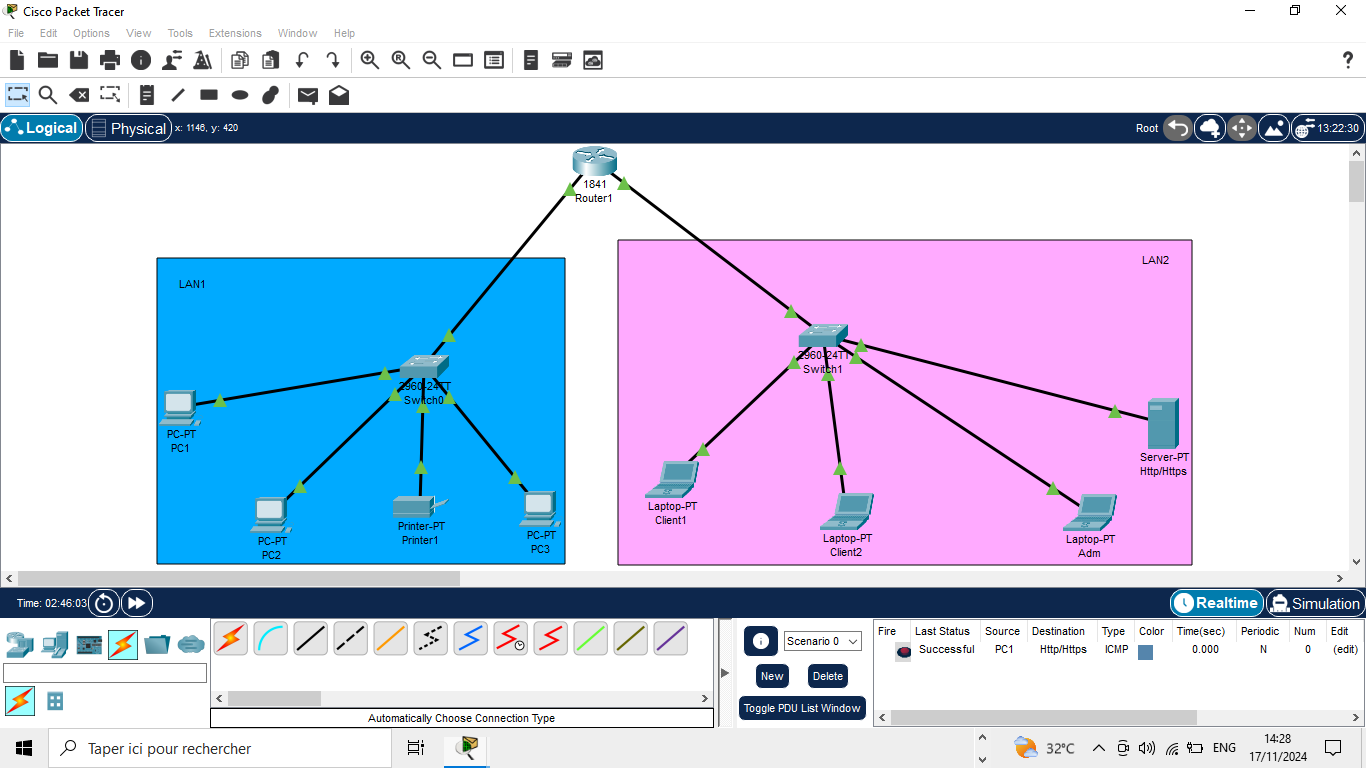 Cisco Packet Tracer
File Edit Options View Tools Extensions Window Help
Logical Physical x: 1146, y: 420 Root 13:22:30
1841
Router1
LAN1
LAN2
2960-24TT
Switch1
2960-24TT
Switch0
PC-PT
PC1
Server-PT
Http/Https
Laptop-PT
Client1
Printer-PT
Printer1
PC-PT
PC2
PC-PT
PC3
Laptop-PT
Client2
Laptop-PT
Adm
Time: 02:46:03 Realtime Simulation
Scenario 0
New Delete
Toggle PDU List Window
Fire Last Status Source Destination Type Color Time(sec) Periodic Num Edit
Successful PC1 Http/Https ICMP 0.000 N 0 (edit)
Automatically Choose Connection Type
Taper ici pour rechercher
32°C ENG 14:28
17/11/2024